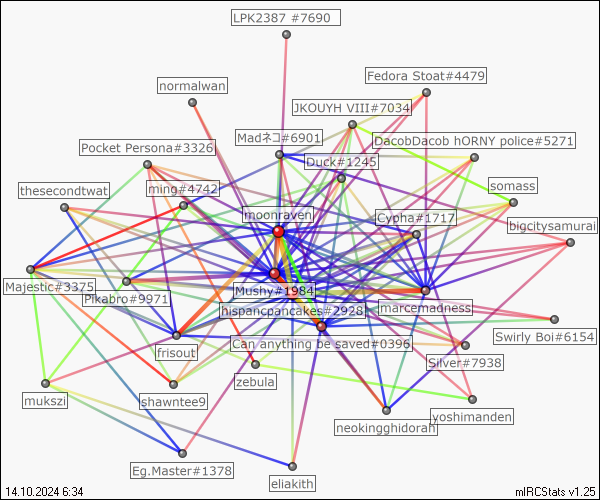 LPK2387 #7690
Fedora Stoat#4479
normalwan
JKOUYH VIII#7034
Madネコ#6901
DacobDacob hORNY police#5271
Pocket Persona#3326
Duck#1245
thesecondtwat
ming#4742
somass
moonraven
Cypha#1717
bigcitysamurai
Majestic#3375
Mushy#1984
Pikabro#9971
hispancpancakes#2928
marcemadness
Swirly Boi#6154
Can anything be saved#0396
frisout
Silver#7938
zebula
mukszi
shawntee9
yoshimanden
neokingghidorah
Eg.Master#1378
eliakith
14.10.2024 6:34
mIRCStats v1.25